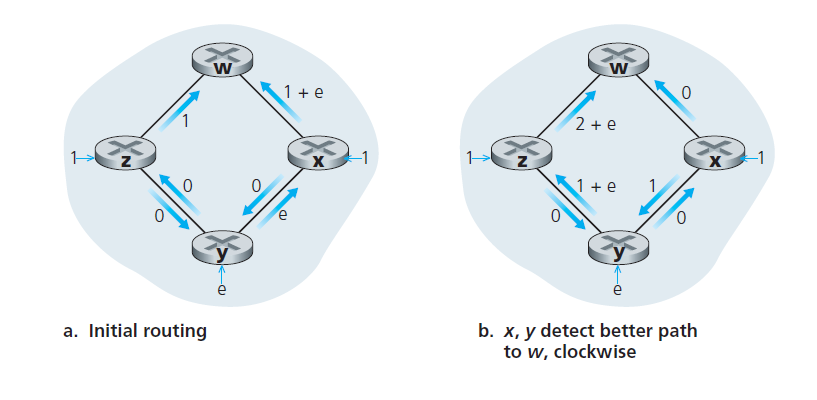 w
1 + e
1
1
z
x
1
0
0
0
e
y
e
a. Initial routing
w
0
2 + e
1
z
x
1
1 + e
1
0
0
y
e
b. x, y detect better path
to w, clockwise